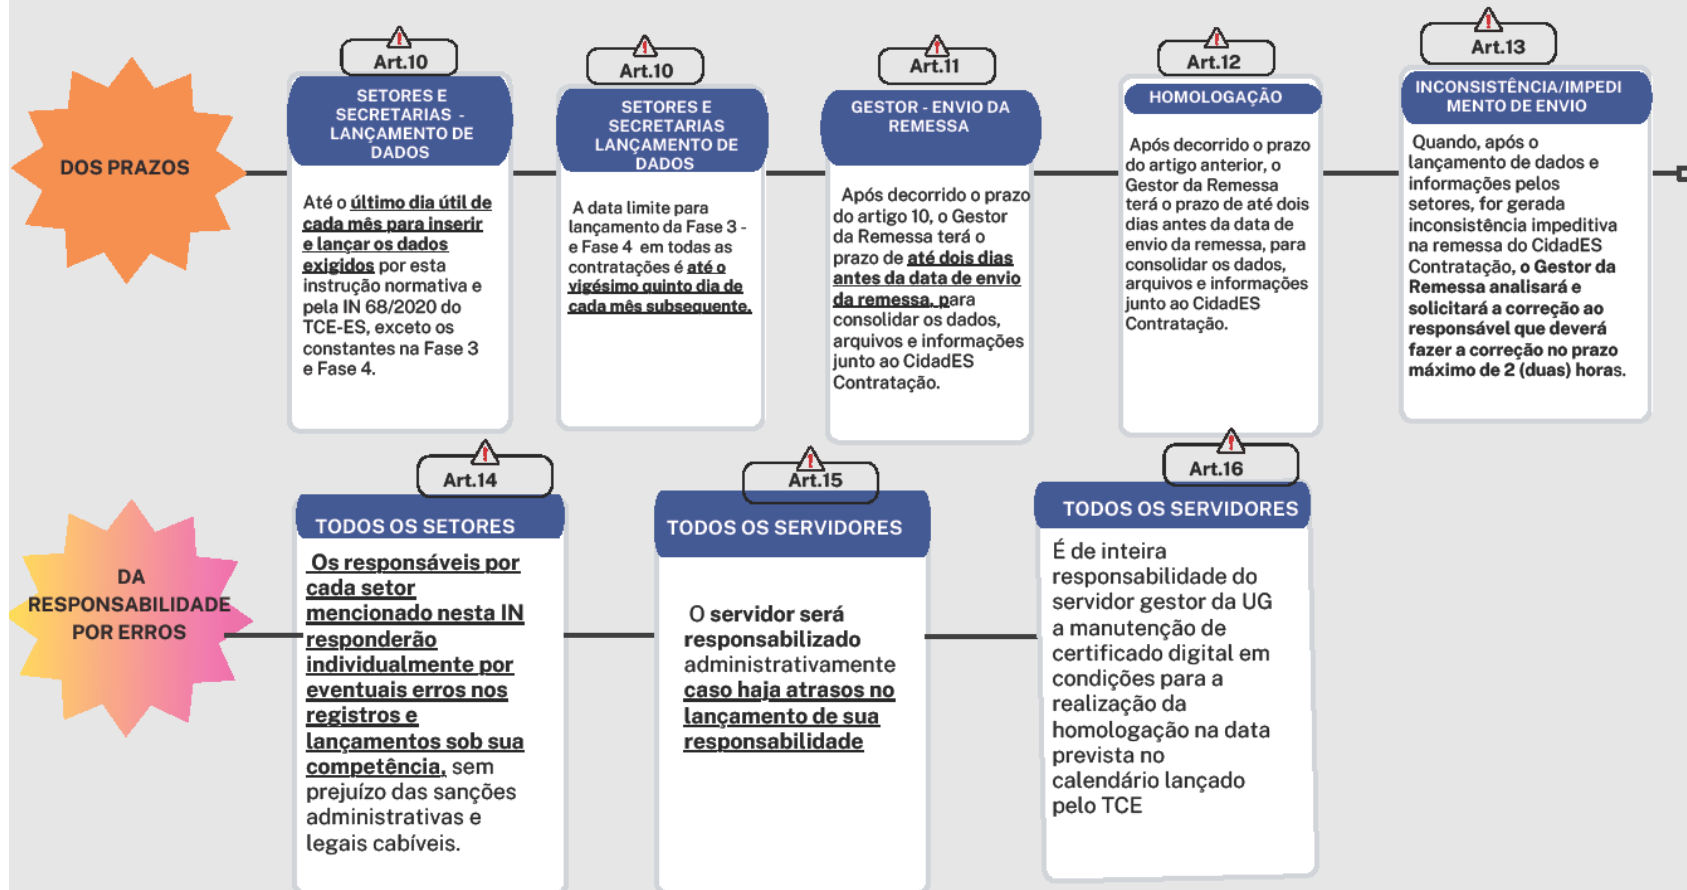 DOS PRAZOS
Art.10
SETORES E
SECRETARIAS -
LANÇAMENTO DE
DADOS
Até o último dia útil de
cada mês para inserir
e lançar os dados
exigidos por esta
instrução normativa e
pela IN 68/2020 do
TCE-ES, exceto os
constantes na Fase 3
e Fase 4.
Art.10
SETORES E
SECRETARIAS
LANÇAMENTO DE
DADOS
A data limite para
lançamento da Fase 3 -
e Fase 4 em todas as
contratações é até o
vigésimo quinto dia de
cada mês subsequente.
Art.11
GESTOR - ENVIO DA
REMESSA
Após decorrido o prazo
do artigo 10, o Gestor
da Remessa terá o
prazo de até dois dias
antes da data de envio
da remessa, para
consolidar os dados,
arquivos e informações
junto ao CidadES
Contratação.
Art.12
HOMOLOGAÇÃO
Após decorrido o prazo
do artigo anterior, o
Gestor da Remessa
terá o prazo de até dois
dias antes da data de
envio da remessa, para
consolidar os dados,
arquivos e informações
junto ao CidadES
Contratação.
Art.13
INCONSISTÊNCIA/IMPEDI
MENTO DE ENVIO
Quando, após o
lançamento de dados e
informações pelos
setores, for gerada
inconsistência impeditiva
na remessa do CidadES
Contratação, o Gestor da
Remessa analisará e
solicitará a correção ao
responsável que deverá
fazer a correção no prazo
máximo de 2 (duas) horas.
DA
RESPONSABILIDADE
POR ERROS
Art.14
TODOS OS SETORES
Os responsáveis por
cada setor
mencionado nesta IN
responderão
individualmente por
eventuais erros nos
registros e
lançamentos sob sua
competência, sem
prejuízo das sanções
administrativas e
legais cabíveis.
Art.15
TODOS OS SERVIDORES
O servidor será
responsabilizado
administrativamente
caso haja atrasos no
lançamento de sua
responsabilidade
Art.16
TODOS OS SERVIDORES
É de inteira
responsabilidade do
servidor gestor da UG
a manutenção de
certificado digital em
condições para a
realização da
homologação na data
prevista no
calendário lançado
pelo TCE